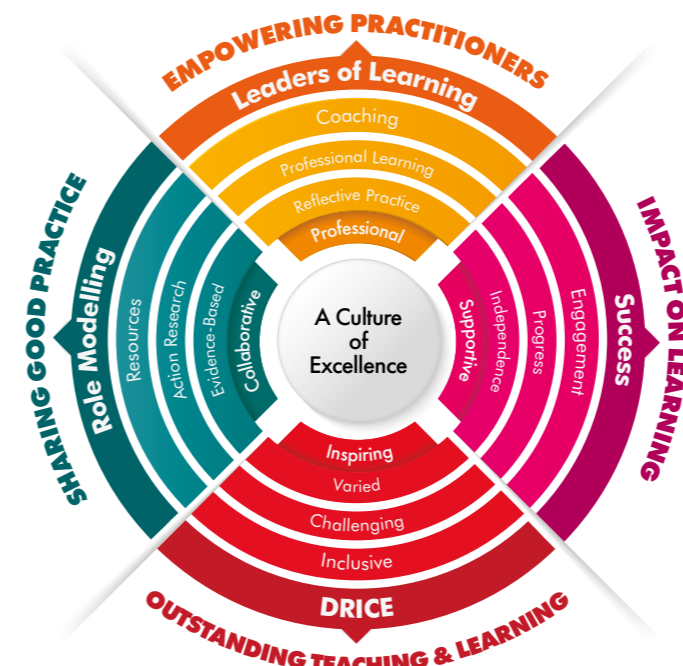 EMPOWERING PRACTITIONERS
Leaders of Learning
Coaching
Professional Learning
Reflective Practice
Professional
SHARING GOOD PRACTICE
Role Modelling
Resources
Action Research
Evidence-Based
Collaborative
A Culture
of
Excellence
Supportive
Independence
Progress
Engagement
Success
IMPACT ON LEARNING
Inspiring
Varied
Challenging
Inclusive
DRICE
OUTSTANDING TEACHING & LEARNING